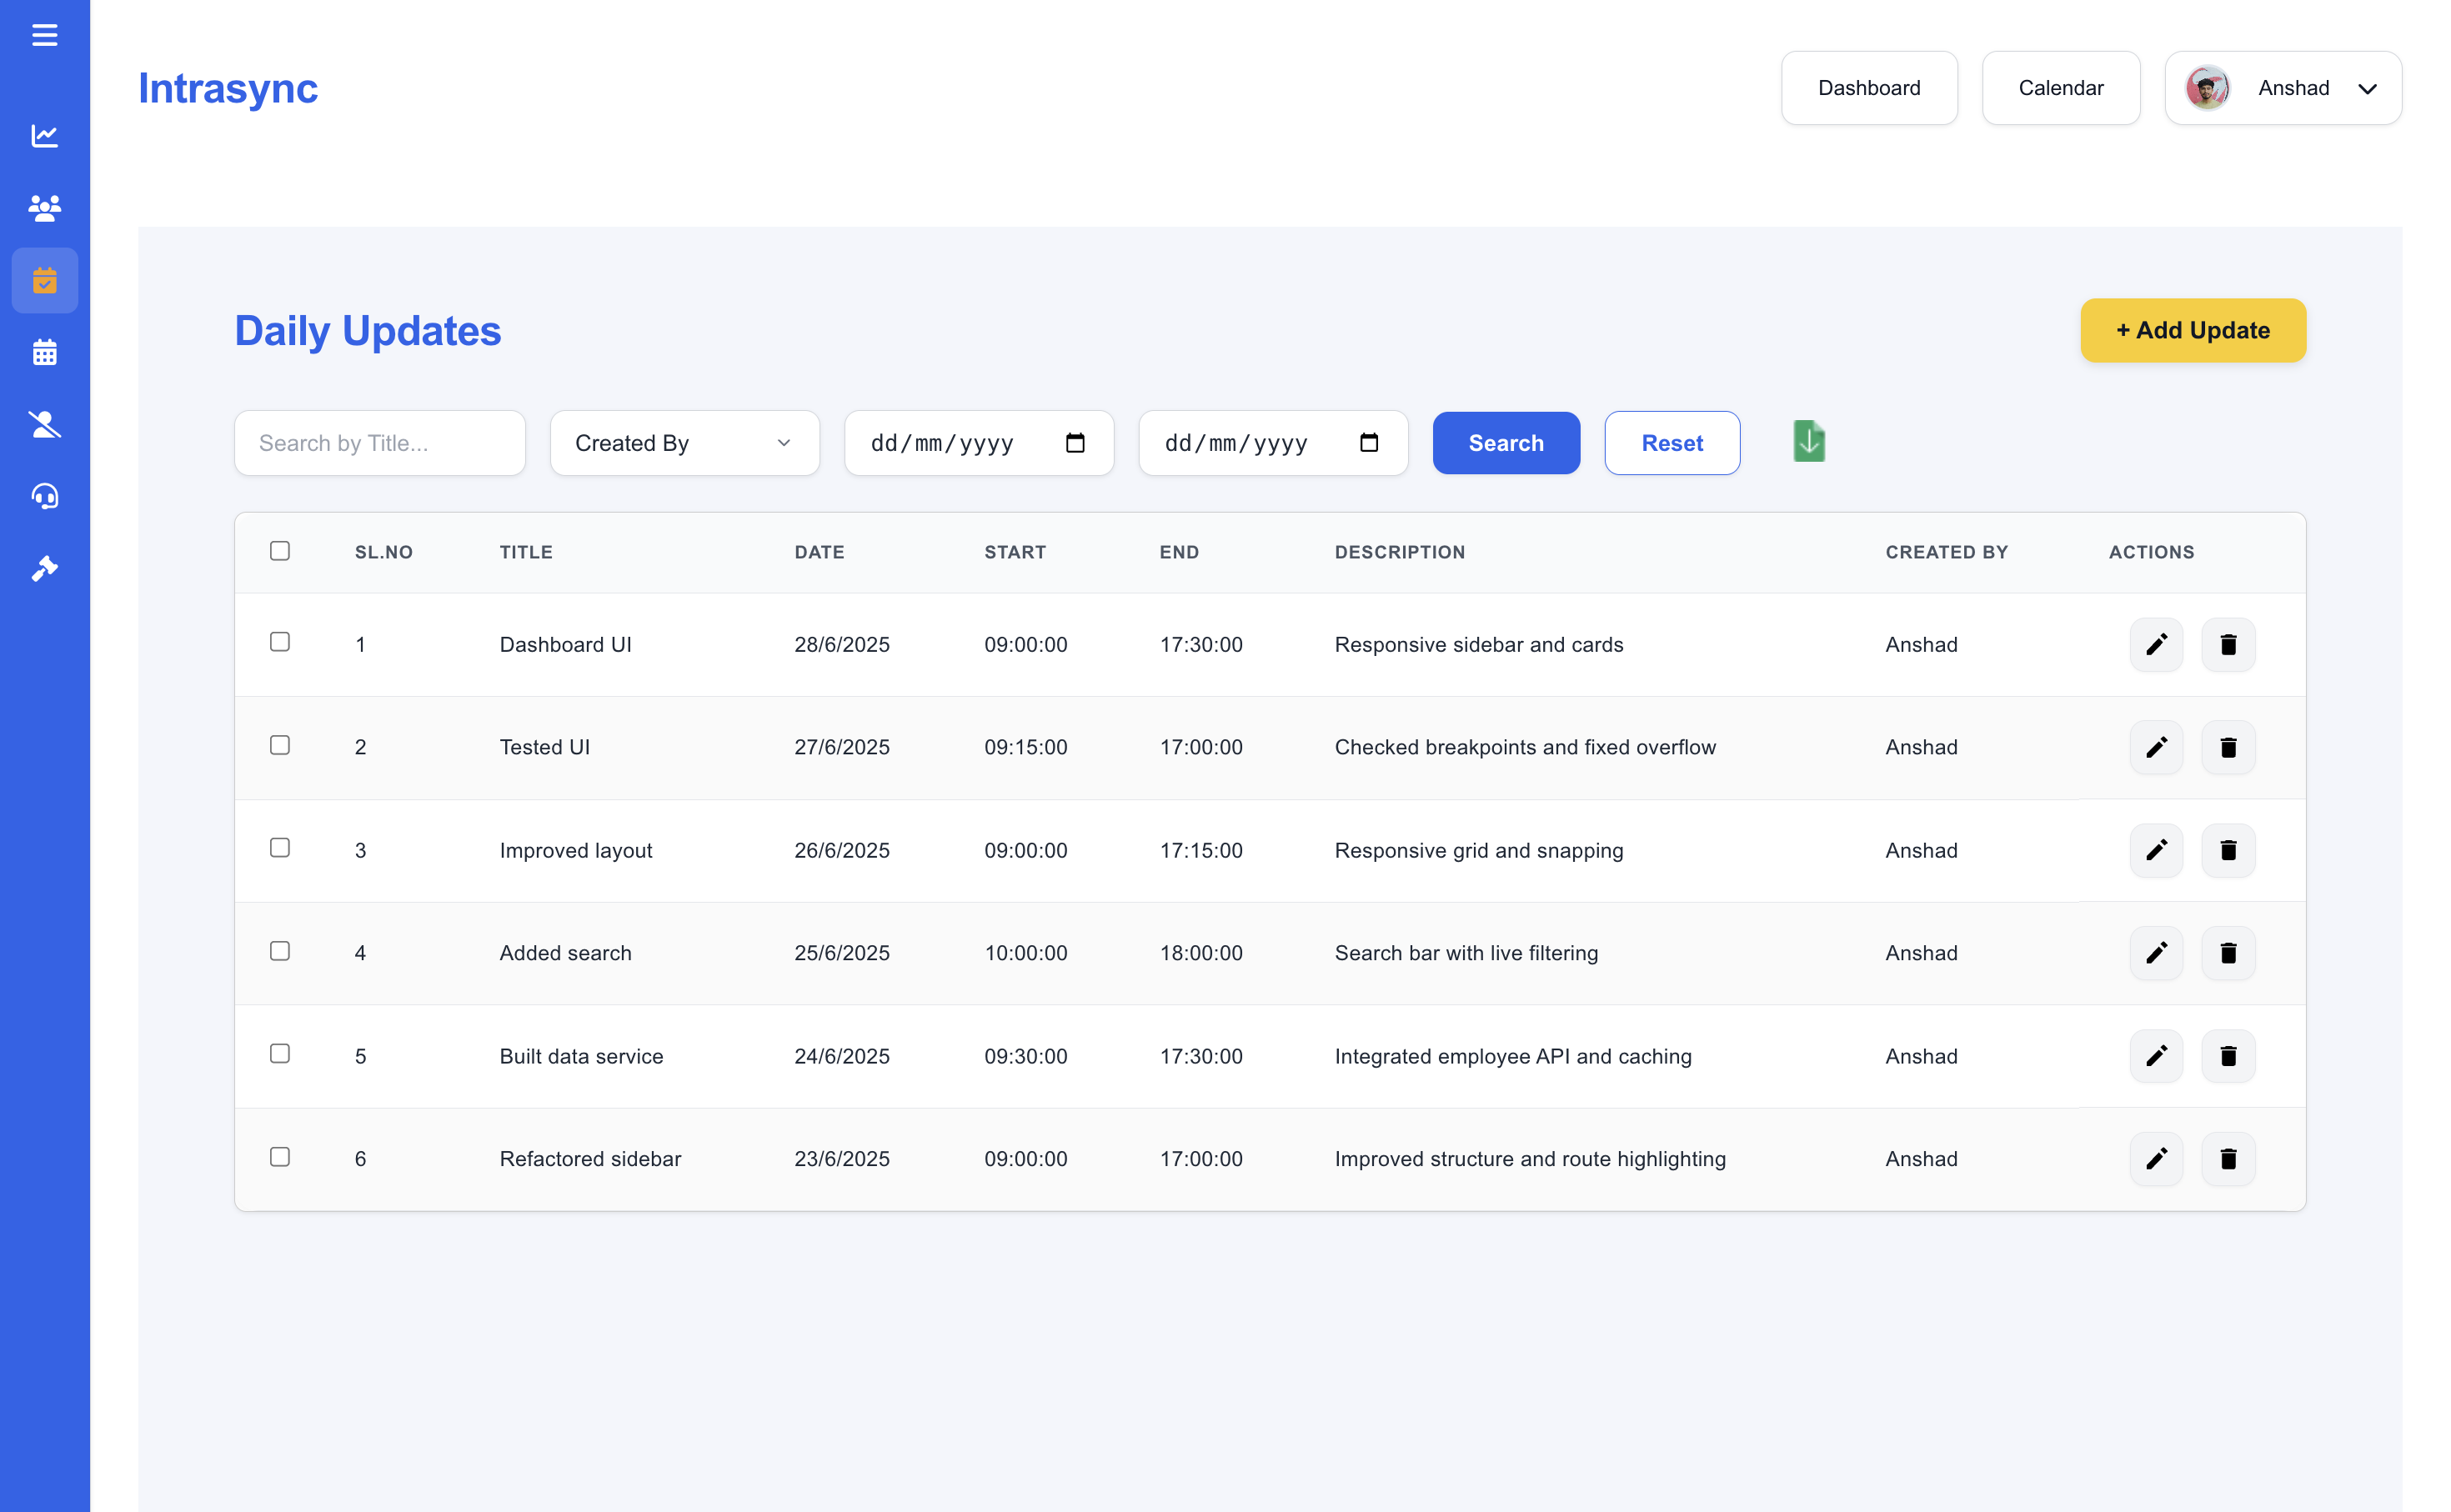 Intrasync
Dashboard
Calendar
Anshad
Daily Updates
+ Add Update
Search by Title...
Created By
dd/mm/yyyy
dd/mm/yyyy
Search
Reset
SL.NO TITLE DATE START END DESCRIPTION CREATED BY ACTIONS
1 Dashboard UI 28/6/2025 09:00:00 17:30:00 Responsive sidebar and cards Anshad
2 Tested UI 27/6/2025 09:15:00 17:00:00 Checked breakpoints and fixed overflow Anshad
3 Improved layout 26/6/2025 09:00:00 17:15:00 Responsive grid and snapping Anshad
4 Added search 25/6/2025 10:00:00 18:00:00 Search bar with live filtering Anshad
5 Built data service 24/6/2025 09:30:00 17:30:00 Integrated employee API and caching Anshad
6 Refactored sidebar 23/6/2025 09:00:00 17:00:00 Improved structure and route highlighting Anshad